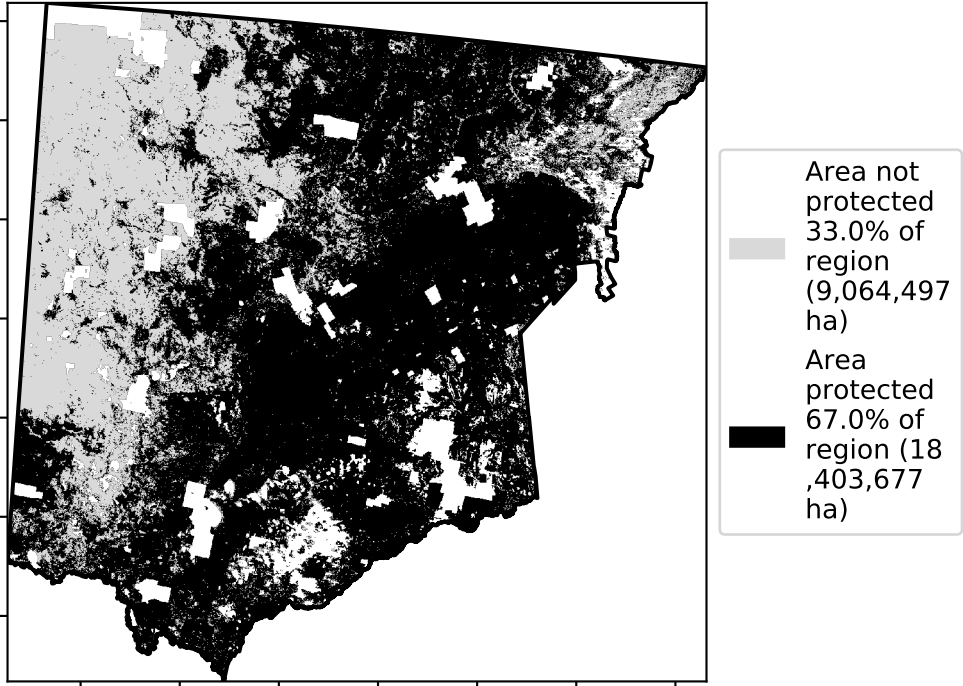 Area not
protected
33.0% of
region
(9,064,497
ha)
Area
protected
67.0% of
region (18
,403,677
ha)